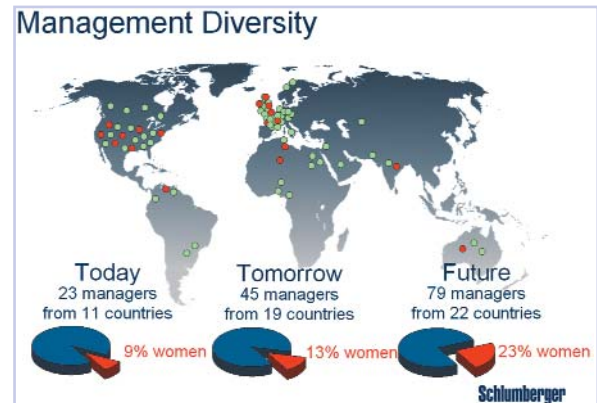 Management Diversity
Today
23 managers
from 11 countries
9% women
Tomorrow
45 managers
from 19 countries
13% women
Future
79 managers
from 22 countries
23% women
Schlumberger